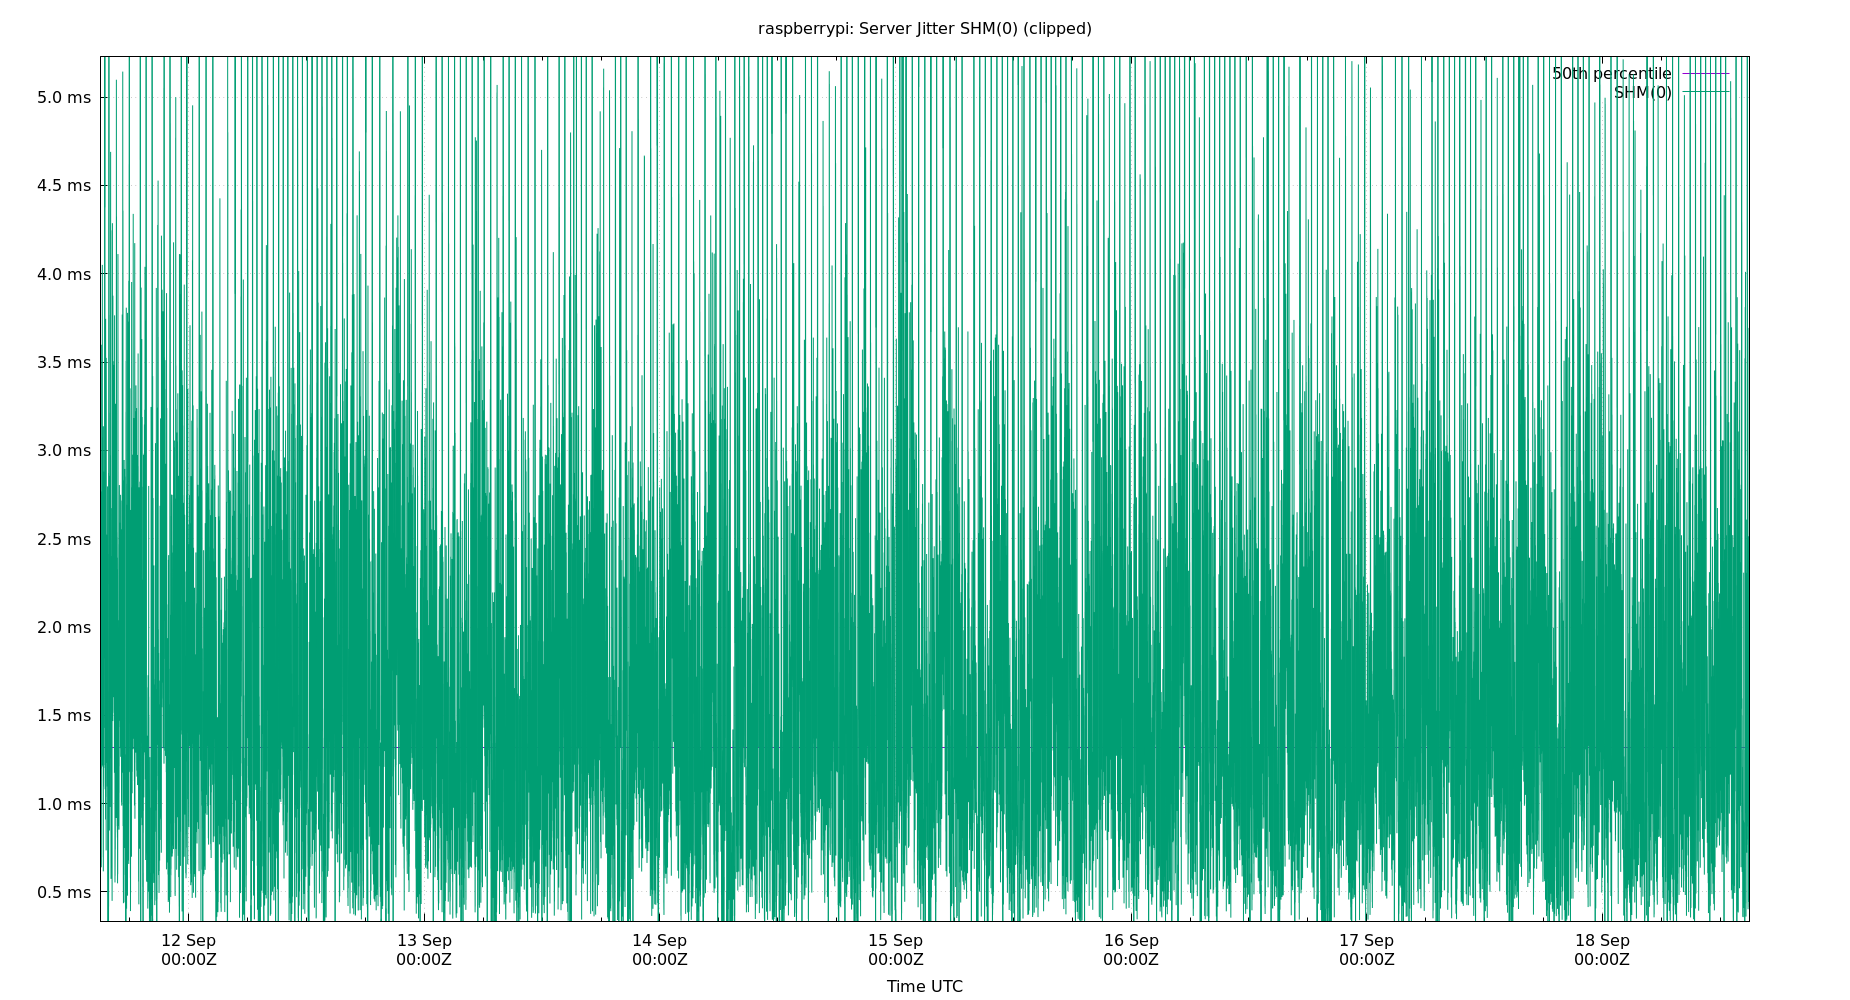 raspberrypi: Server Jitter SHM(0) (clipped)
50th percentile
SHM(0)
5.0 ms
4.5 ms
4.0 ms
3.5 ms
3.0 ms
2.5 ms
2.0 ms
1.5 ms
1.0 ms
0.5 ms
12 Sep 13 Sep 14 Sep 15 Sep 16 Sep 17 Sep 18 Sep
00:00Z 00:00Z 00:00Z 00:00Z 00:00Z 00:00Z 00:00Z
Time UTC